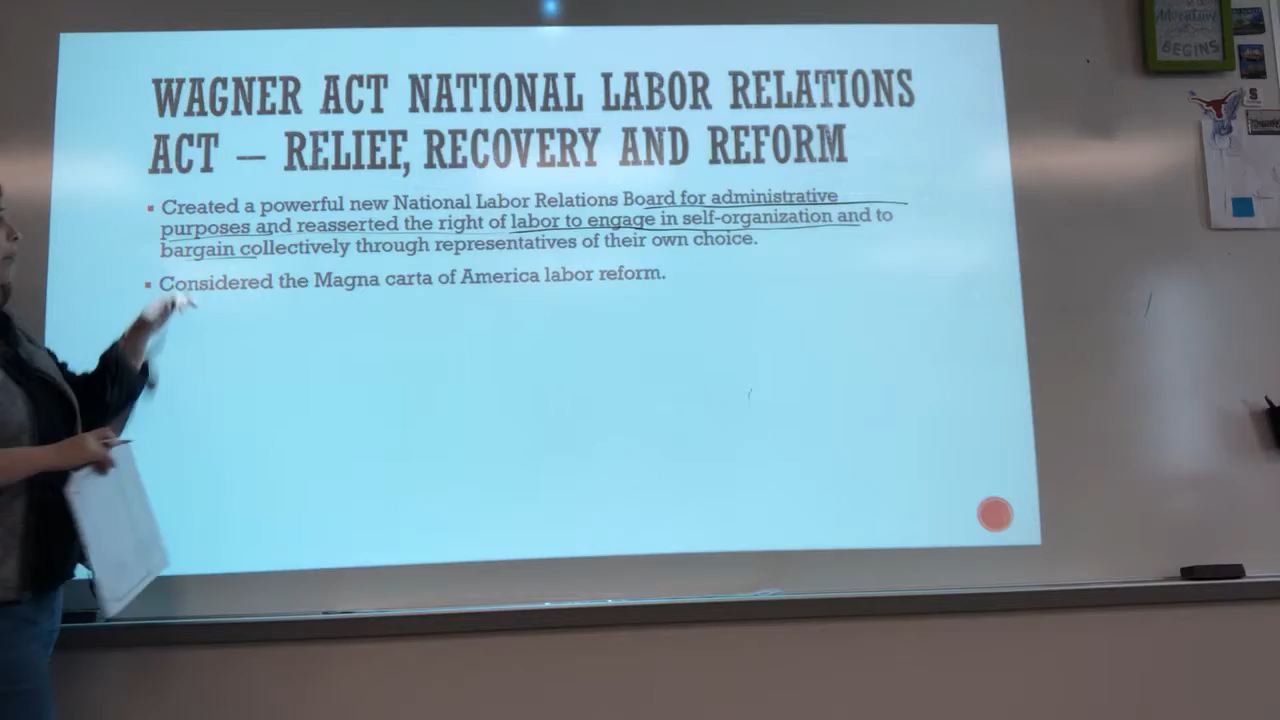 WAGNER ACT NATIONAL LABOR RELATIONS
ACT – RELIEF, RECOVERY AND REFORM
▪ Created a powerful new National Labor Relations Board for administrative
purposes and reasserted the right of labor to engage in self-organization and to
bargain collectively through representatives of their own choice.
▪ Considered the Magna carta of America labor reform.
Adventure
BEGINS